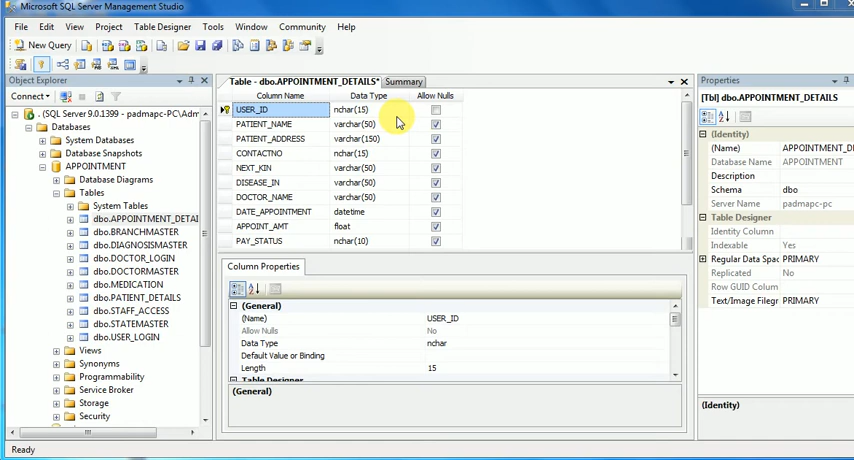 Microsoft SQL Server Management Studio
File Edit View Project Table Designer Tools Window Community Help
New Query
Object Explorer
Connect
. (SQL Server 9.0.1399 - padmapc-PC\Adm
Databases
System Databases
Database Snapshots
APPOINTMENT
Database Diagrams
Tables
System Tables
dbo.APPOINTMENT_DETAI
dbo.BRANCHMASTER
dbo.DIAGNOSISMASTER
dbo.DOCTOR_LOGIN
dbo.DOCTORMASTER
dbo.MEDICATION
dbo.PATIENT_DETAILS
dbo.STAFF_ACCESS
dbo.STATEMASTER
dbo.USER_LOGIN
Views
Synonyms
Programmability
Service Broker
Storage
Security
Table - dbo.APPOINTMENT_DETAILS* Summary
Column Name Data Type Allow Nulls
USER_ID nchar(15)
PATIENT_NAME varchar(50)
PATIENT_ADDRESS varchar(150)
CONTACTNO nchar(15)
NEXT_KIN varchar(50)
DISEASE_IN varchar(50)
DOCTOR_NAME varchar(50)
DATE_APPOINTMENT datetime
APPOINT_AMT float
PAY_STATUS nchar(10)
Column Properties
(General)
(Name) USER_ID
Allow Nulls No
Data Type nchar
Default Value or Binding
Length 15
Table Designer
(General)
Properties
[Tbl] dbo.APPOINTMENT_DETAILS
(Identity)
(Name) APPOINTMENT_D
Database Name APPOINTMENT
Description
Schema dbo
Server Name padmapc-pc
Table Designer
Identity Column
Indexable Yes
Regular Data Spac PRIMARY
Replicated No
Row GUID Column
Text/Image Filegr PRIMARY
(Identity)
Ready